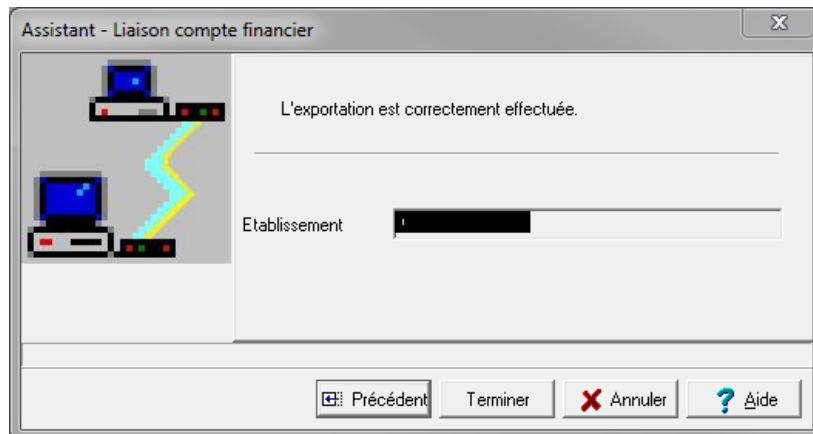 Assistant - Liaison compte financier
L'exportation est correctement effectuée.
Etablissement
Précédent
Terminer
Annuler
Aide